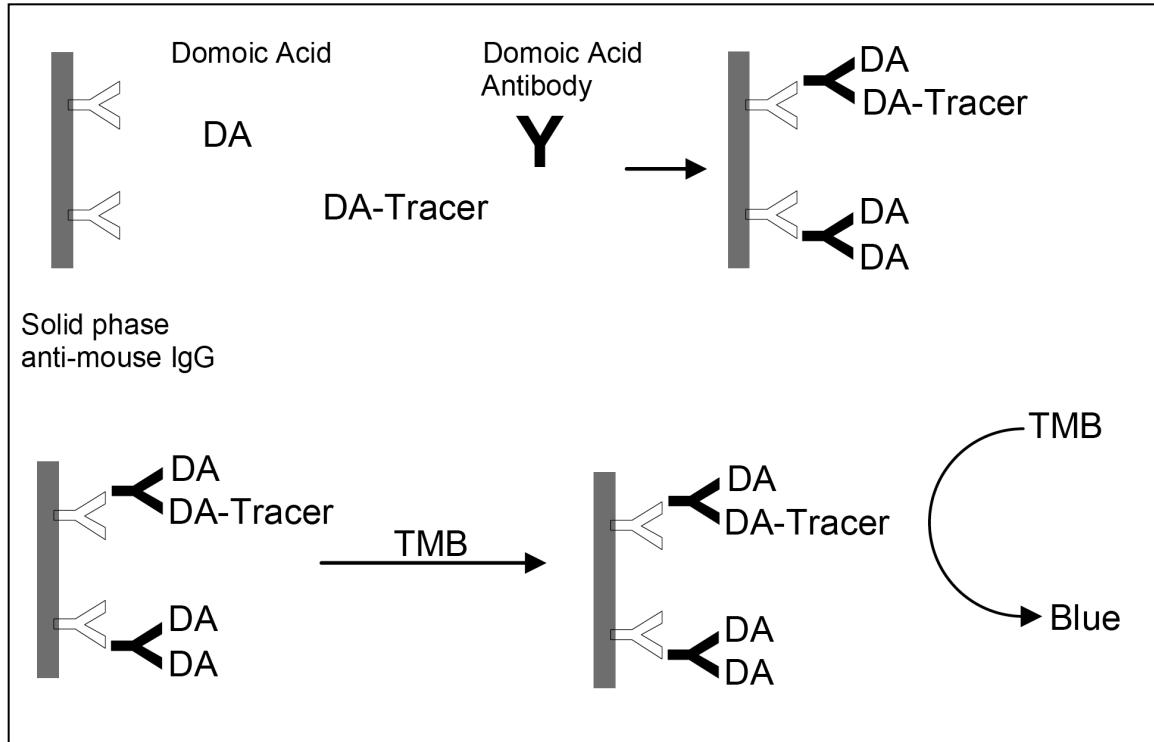 Domoic Acid
Domoic Acid
Antibody
DA
DA-Tracer
DA
DA-Tracer
DA
DA
Solid phase
anti-mouse IgG
DA
DA-Tracer
DA
DA
TMB
DA
DA-Tracer
DA
DA
TMB
Blue